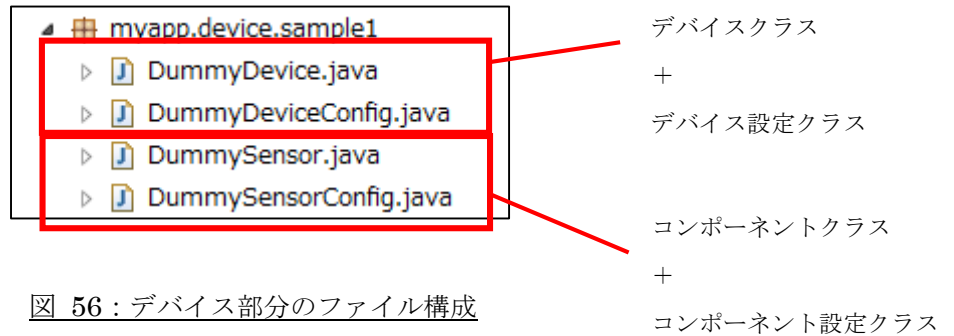 myapp.device.sample1
DummyDevice.java
DummyDeviceConfig.java
DummySensor.java
DummySensorConfig.java
デバイスクラス
+
デバイス設定クラス
コンポーネントクラス
+
コンポーネント設定クラス
図 56：デバイス部分のファイル構成